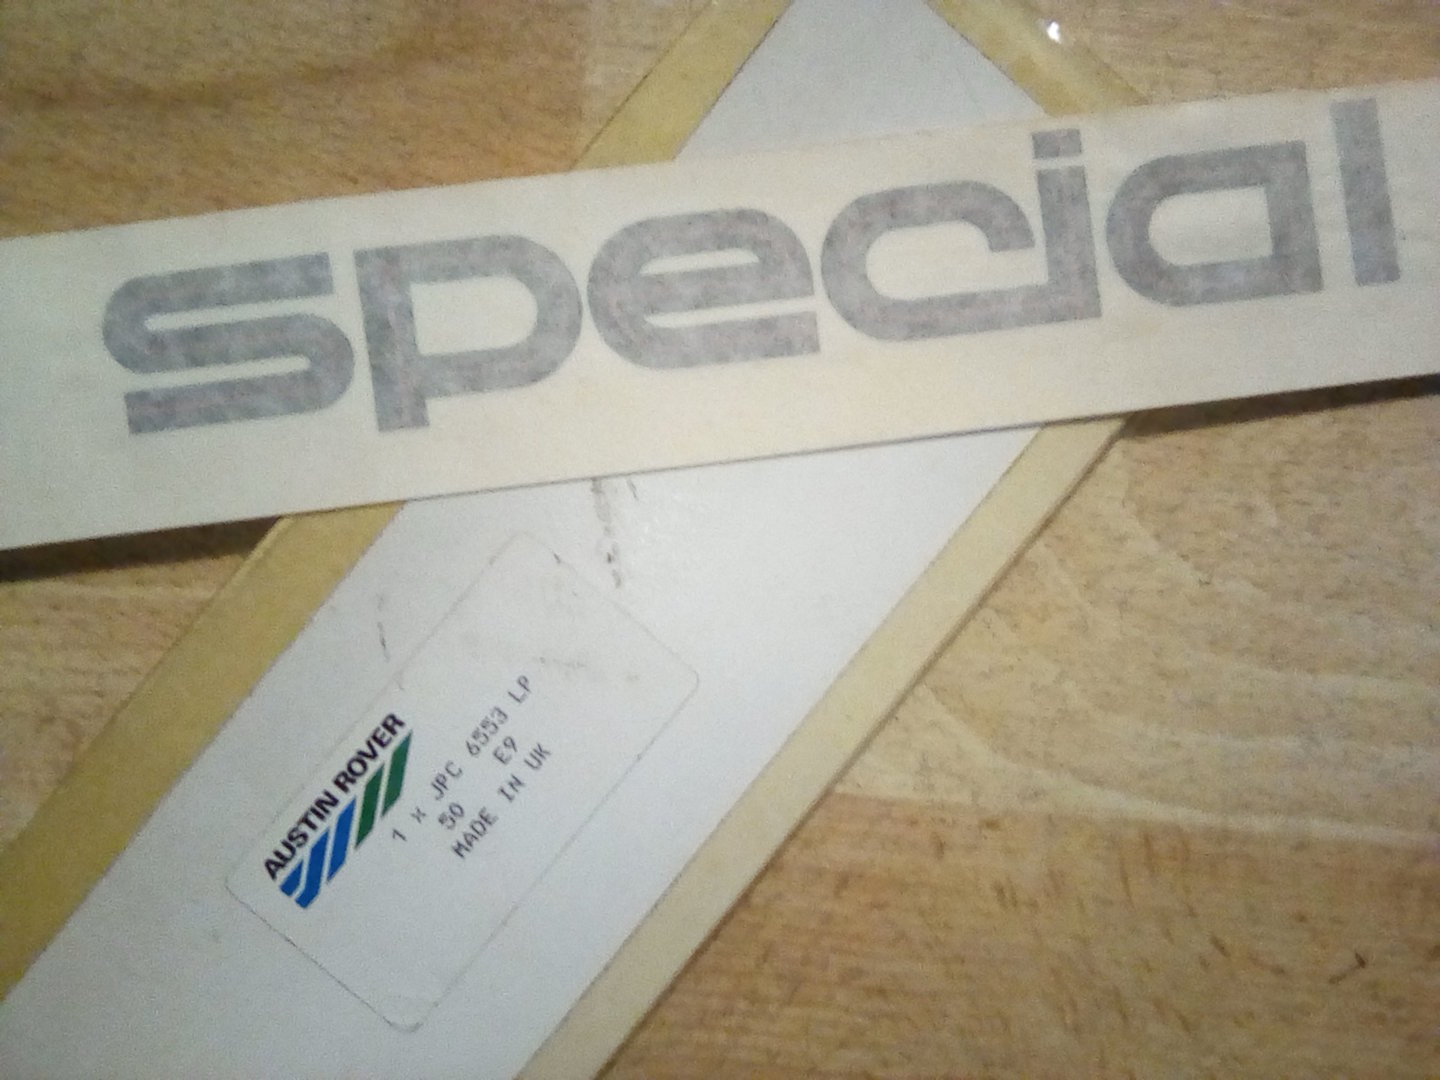 special
AUSTIN ROVER
1 x JPC 6553 LP
50 E9
MADE IN UK